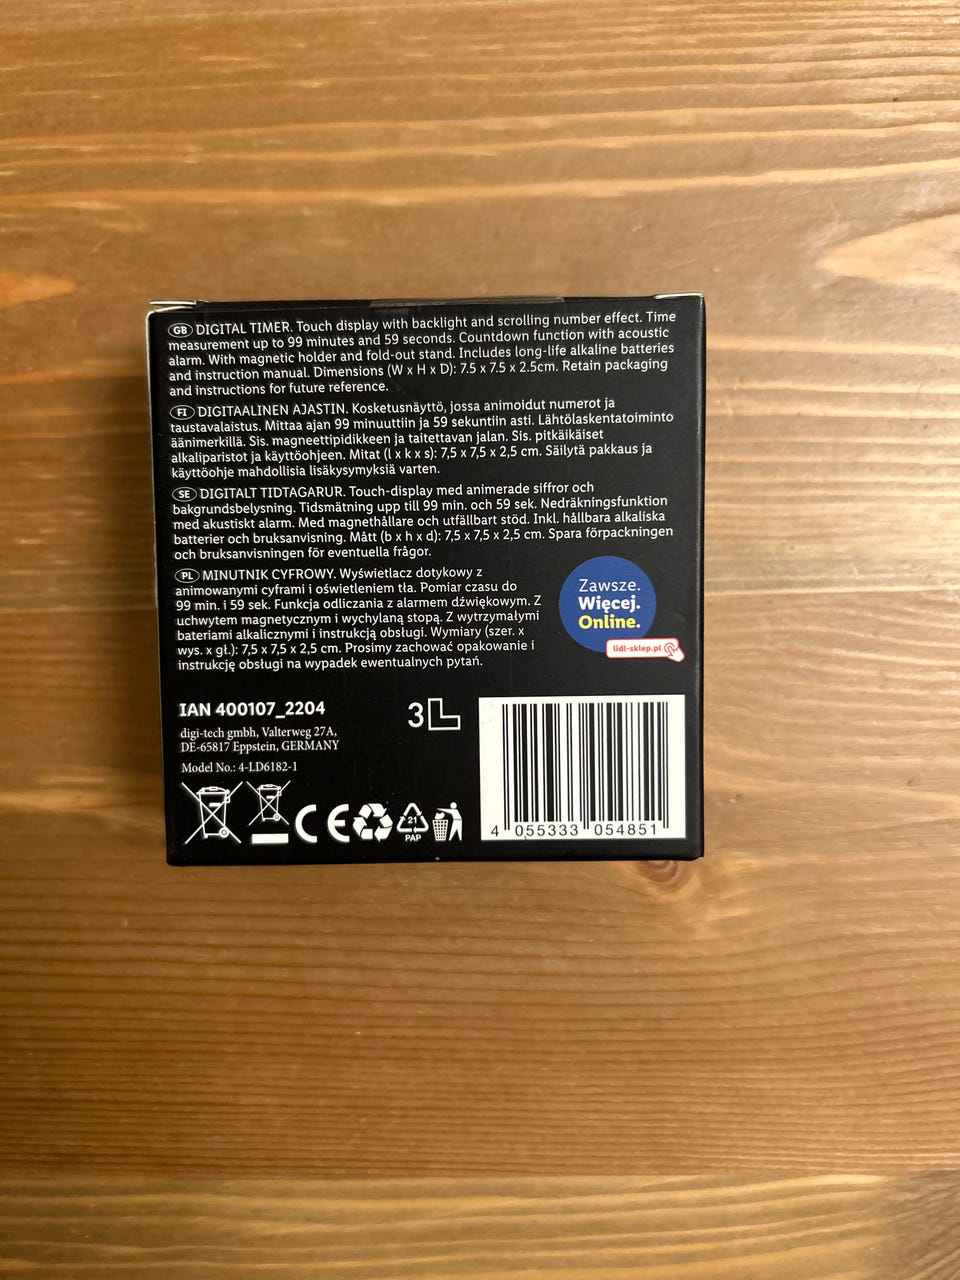 GB DIGITAL TIMER. Touch display with backlight and scrolling number effect. Time
measurement up to 99 minutes and 59 seconds. Countdown function with acoustic
alarm. With magnetic holder and fold-out stand. Includes long-life alkaline batteries
and instruction manual. Dimensions (W x H x D): 7.5 x 7.5 x 2.5cm. Retain packaging
and instructions for future reference.
FI DIGITAALINEN AJASTIN. Kosketusnäyttö, jossa animoidut numerot ja
taustavalaistus. Mittaa ajan 99 minuuttiin ja 59 sekuntiin asti. Lähtölaskentatoiminto
äänimerkillä. Sis. magneettipidikkeen ja taitettavan jalan. Sis. pitkäikäiset
alkaliparistot ja käyttöohjeen. Mitat (l x k x s): 7,5 x 7,5 x 2,5 cm. Säilytä pakkaus ja
käyttöohje mahdollisia lisäkysymyksiä varten.
SE DIGITALT TIDTAGARUR. Touch-display med animerade siffror och
bakgrundsbelysning. Tidsmätning upp till 99 min. och 59 sek. Nedräkningsfunktion
med akustiskt alarm. Med magnethållare och utfällbart stöd. Inkl. hållbara alkaliska
batterier och bruksanvisning. Mått (b x h x d): 7,5 x 7,5 x 2,5 cm. Spara förpackningen
och bruksanvisningen för eventuella frågor.
PL MINUTNIK CYFROWY. Wyświetlacz dotykowy z
animowanymi cyframi i oświetleniem tła. Pomiar czasu do
99 min. i 59 sek. Funkcja odliczania z alarmem dźwiękowym. Z
uchwytem magnetycznym i wychylaną stopą. Z wytrzymałymi
bateriami alkalicznymi i instrukcją obsługi. Wymiary (szer. x
wys. x gł.): 7,5 x 7,5 x 2,5 cm. Prosimy zachować opakowanie i
instrukcję obsługi na wypadek ewentualnych pytań.
Zawsze.
Więcej.
Online.
lidl-sklep.pl
IAN 400107_2204
digi-tech gmbh, Valterweg 27A,
DE-65817 Eppstein, GERMANY
Model No.: 4-LD6182-1
3L
CE
21
PAP
4 055333 054851